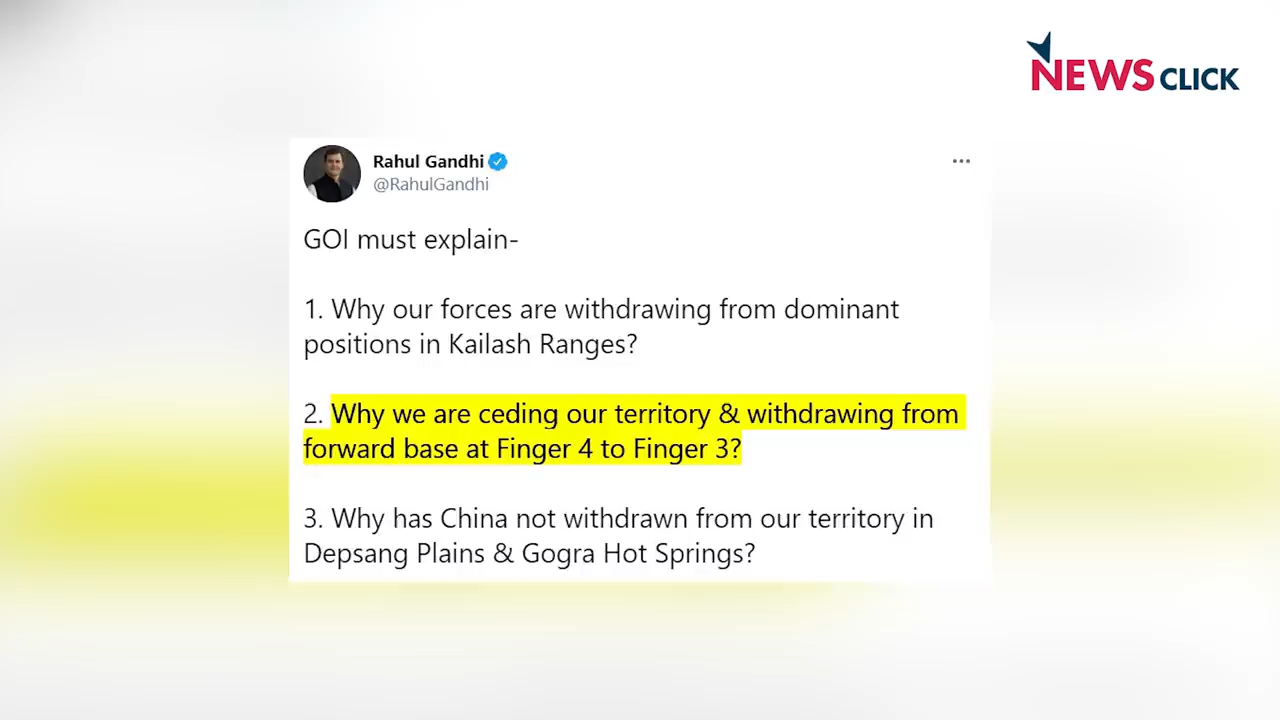 NEWS CLICK
Rahul Gandhi
@RahulGandhi
GOI must explain-
1. Why our forces are withdrawing from dominant
positions in Kailash Ranges?
2. Why we are ceding our territory & withdrawing from
forward base at Finger 4 to Finger 3?
3. Why has China not withdrawn from our territory in
Depsang Plains & Gogra Hot Springs?